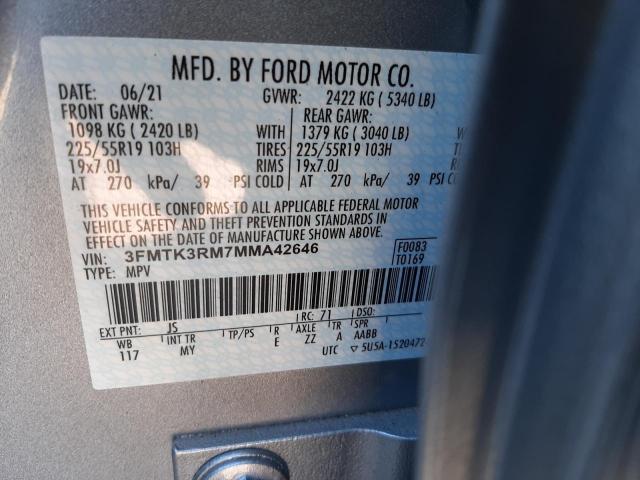 MFD. BY FORD MOTOR CO.
DATE: 06/21 GVWR: 2422 KG ( 5340 LB)
FRONT GAWR: REAR GAWR:
1098 KG ( 2420 LB) WITH 1379 KG ( 3040 LB)
225/55R19 103H TIRES 225/55R19 103H
19x7.0J RIMS 19x7.0J
AT 270 kPa/ 39 PSI COLD AT 270 kPa/ 39 PSI
THIS VEHICLE CONFORMS TO ALL APPLICABLE FEDERAL MOTOR
VEHICLE SAFETY AND THEFT PREVENTION STANDARDS IN
EFFECT ON THE DATE OF MANUFACTURE SHOWN ABOVE.
VIN: 3FMTK3RM7MMA42646 F0083
TYPE: MPV T0169
EXT PNT: JS RC: 71 DSO:
WB INT TR TP/PS R AXLE TR SPR
117 MY E ZZ A AABB
UTC ▽ 5U5A-1520472